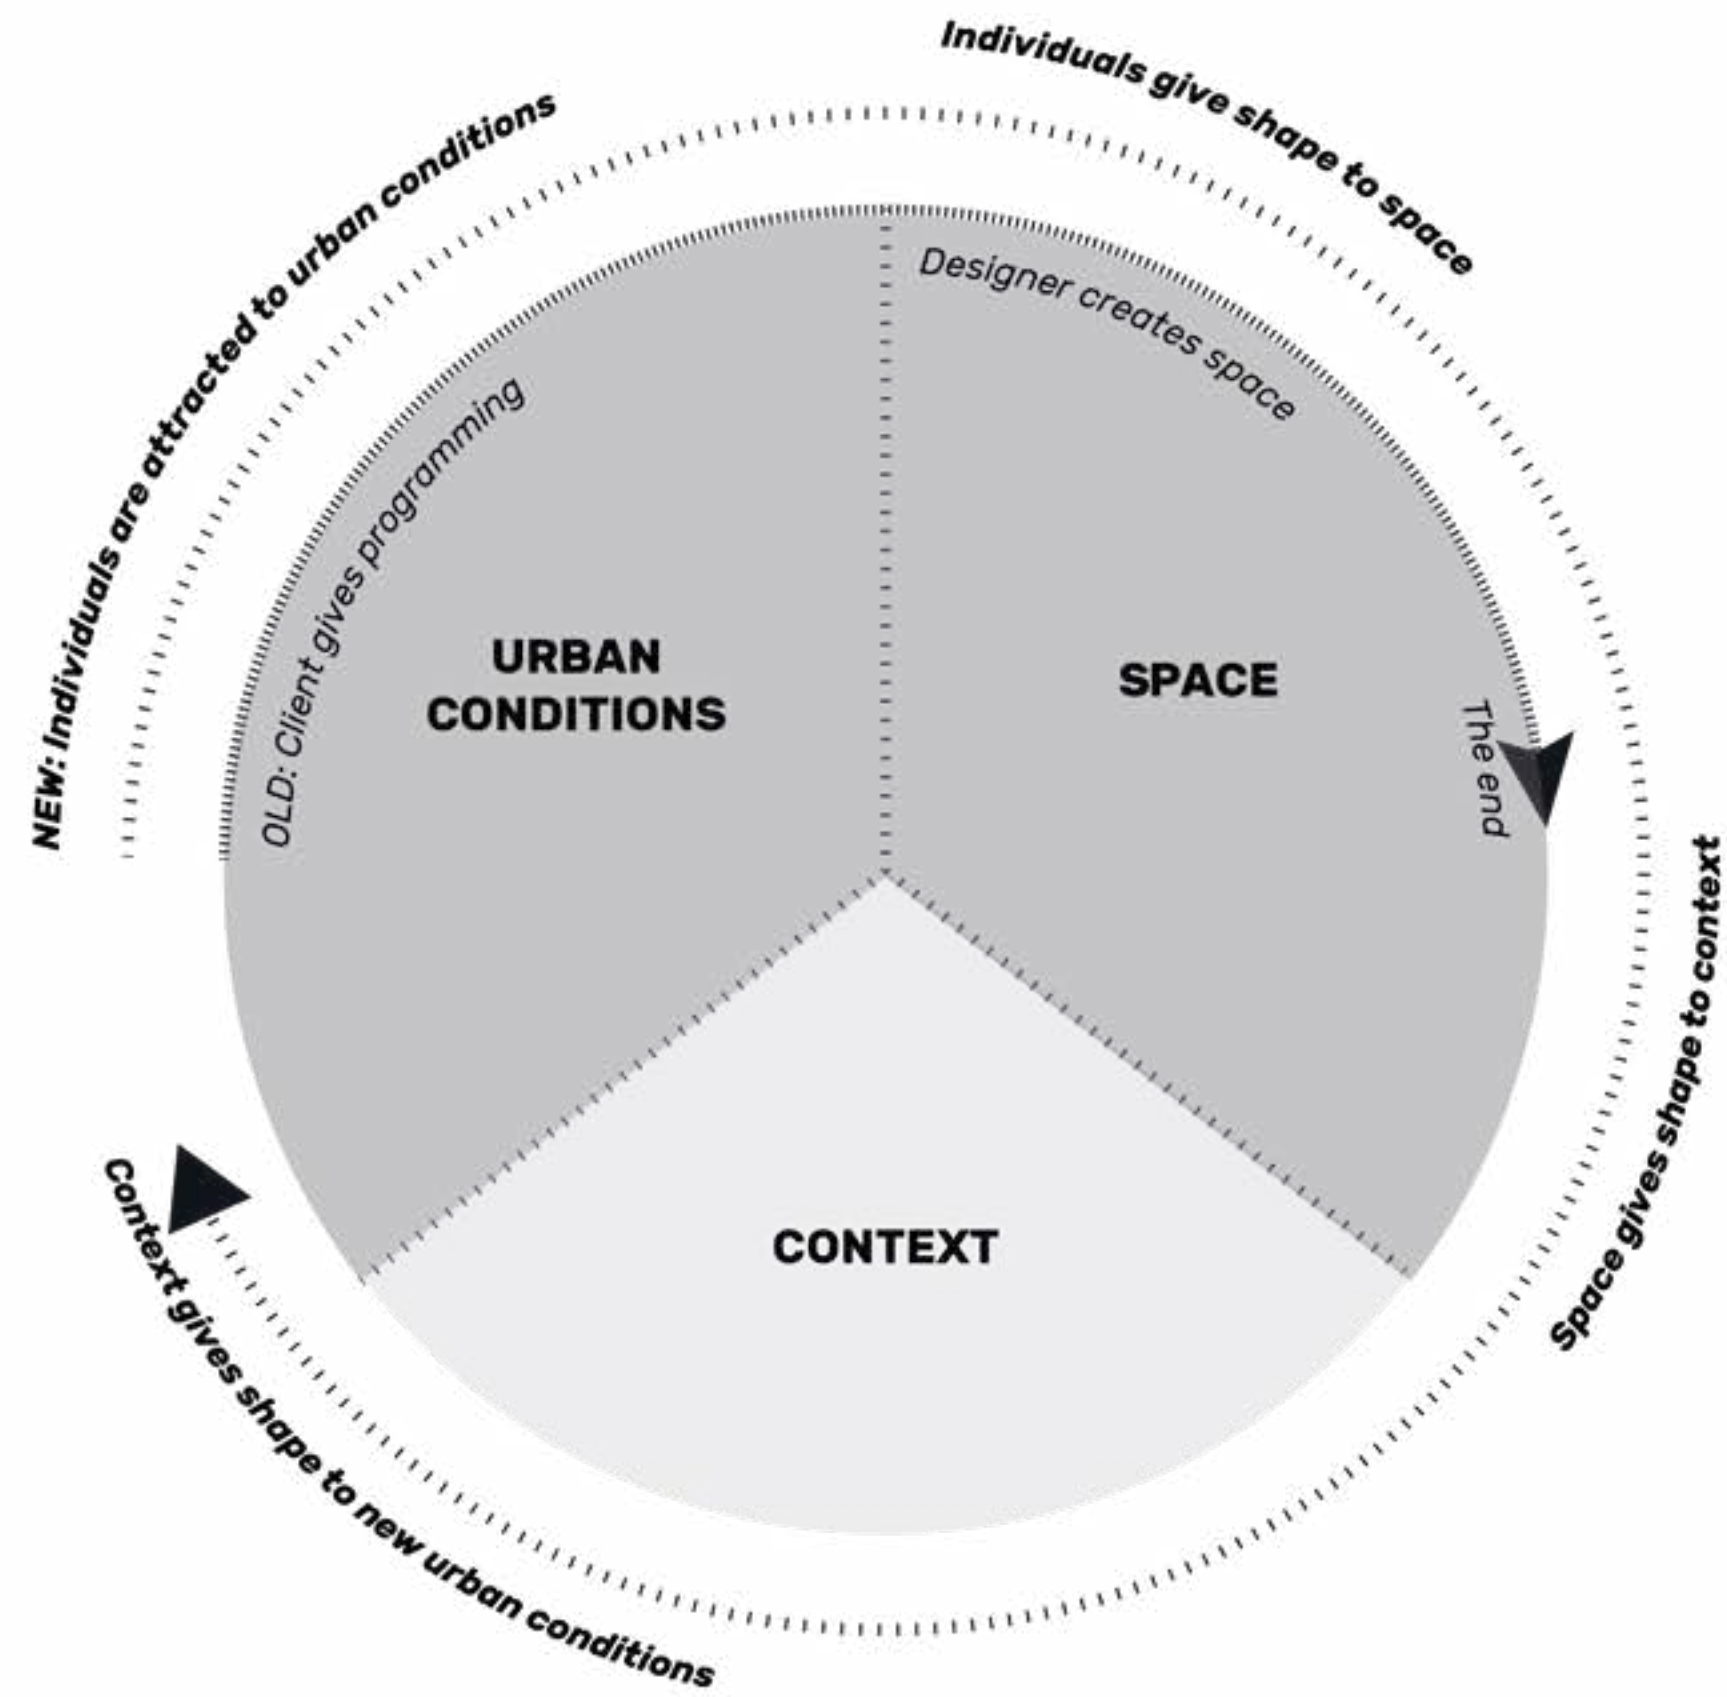 NEW: Individuals are attracted to urban conditions
Individuals give shape to space
Space gives shape to context
Context gives shape to new urban conditions
OLD: Client gives programming
Designer creates space
The end
URBAN
CONDITIONS
SPACE
CONTEXT